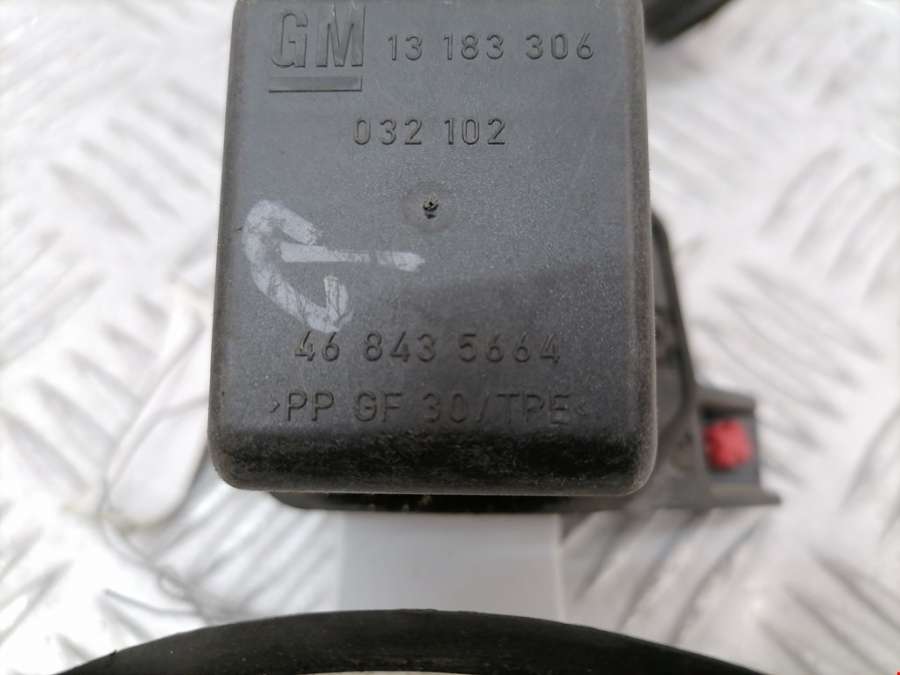 GM 13 183 306
032 102
46 843 5664
>PP GF 30/TPE<